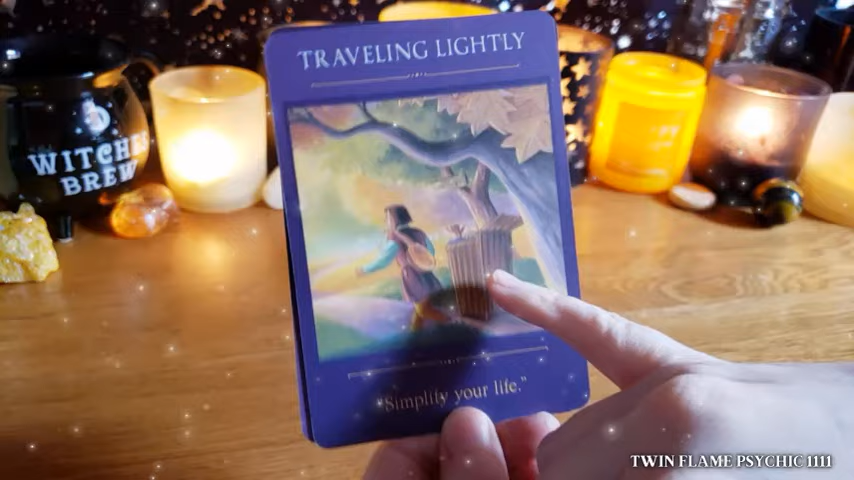 TRAVELING LIGHTLY
WITCHES
BREW
"Simplify your life."
TWIN FLAME PSYCHIC 1111